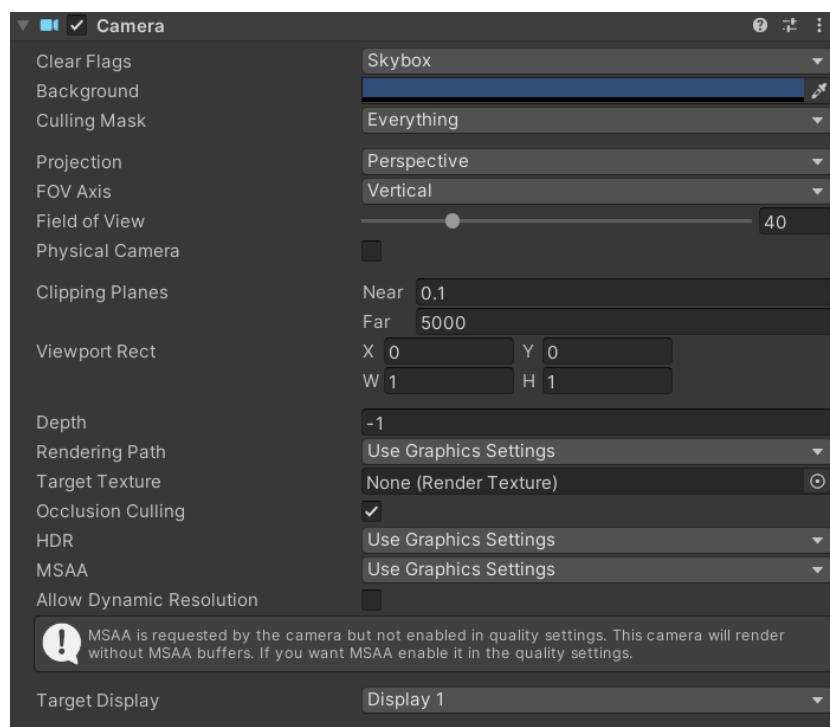 Camera
Clear Flags Skybox
Background
Culling Mask Everything
Projection Perspective
FOV Axis Vertical
Field of View 40
Physical Camera
Clipping Planes Near 0.1
Far 5000
Viewport Rect X 0 Y 0
W 1 H 1
Depth -1
Rendering Path Use Graphics Settings
Target Texture None (Render Texture)
Occlusion Culling
HDR Use Graphics Settings
MSAA Use Graphics Settings
Allow Dynamic Resolution
MSAA is requested by the camera but not enabled in quality settings. This camera will render
without MSAA buffers. If you want MSAA enable it in the quality settings.
Target Display Display 1